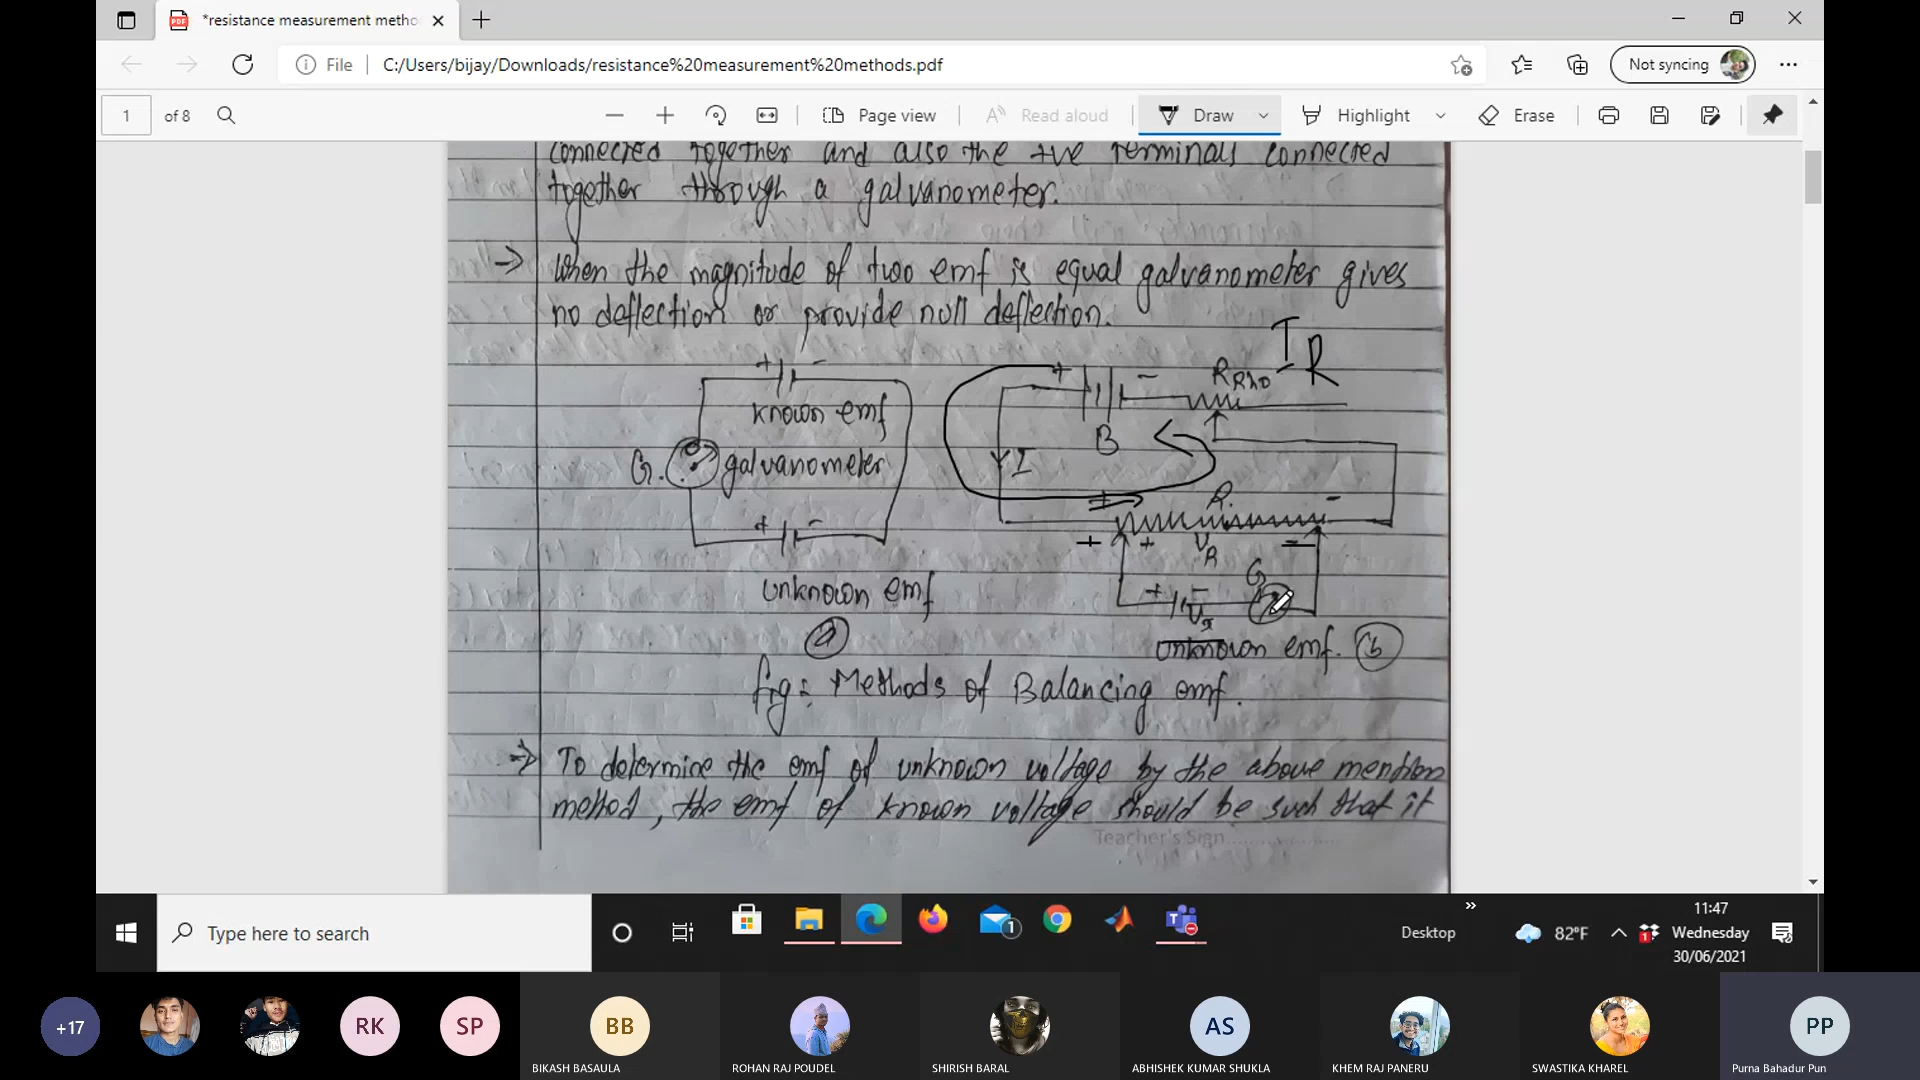 *resistance measurement metho
File C:/Users/bijay/Downloads/resistance%20measurement%20methods.pdf
Not syncing
1 of 8
Page view
Read aloud
Draw
Highlight
Erase
connected together and also the +ve terminals connected
together through a galvanometer.
→ When the magnitude of two emf is equal galvanometer gives
no deflection or provide null deflection.
I R
+ -
known emf
G. galvanometer
+ -
unknown emf
a
+ - R Rho
B
I
+ R. -
+ + VR -
G
+ -
Vx
unknown emf. b
fig: Methods of Balancing emf.
→ To determine the emf of unknown voltage by the above mention
method, the emf of known voltage should be such that it
Teacher's Sign
Type here to search
1
Desktop
82°F
1
11:47
Wednesday
30/06/2021
+17
RK
SP
BB
BIKASH BASAULA
ROHAN RAJ POUDEL
SHIRISH BARAL
AS
ABHISHEK KUMAR SHUKLA
KHEM RAJ PANERU
SWASTIKA KHAREL
PP
Purna Bahadur Pun